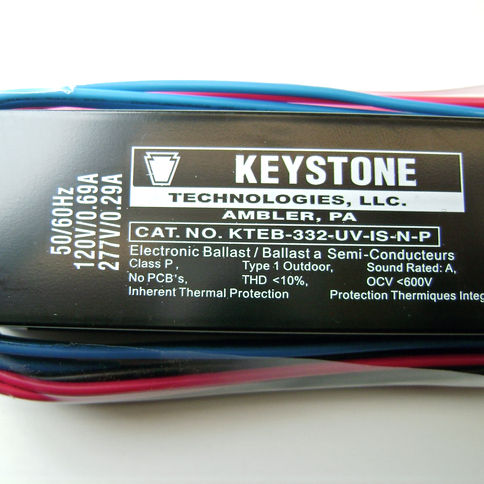 50/60Hz
120V/0.69A
277V/0.29A
KEYSTONE
TECHNOLOGIES, LLC.
AMBLER, PA
CAT. NO. KTEB-332-UV-IS-N-P
Electronic Ballast / Ballast a Semi-Conducteurs
Class P , Type 1 Outdoor, Sound Rated: A,
No PCB's, THD <10%, OCV <600V
Inherent Thermal Protection Protection Thermiques Integ